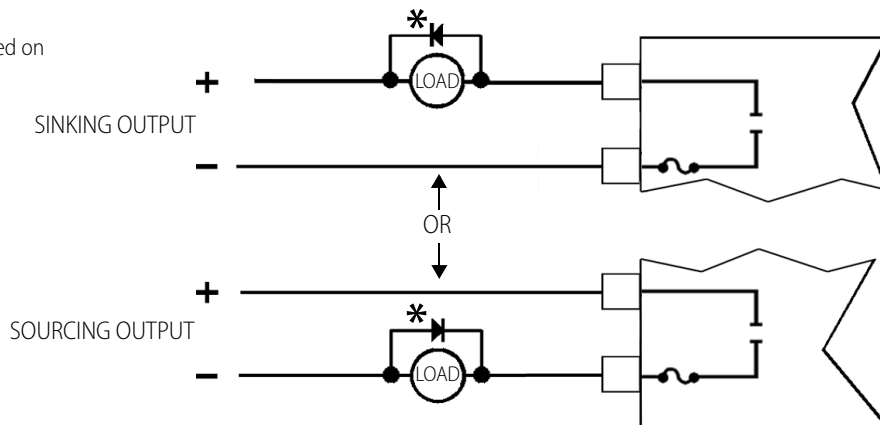 *
ed on
+
LOAD
SINKING OUTPUT
-
OR
+
SOURCING OUTPUT
*
-
LOAD